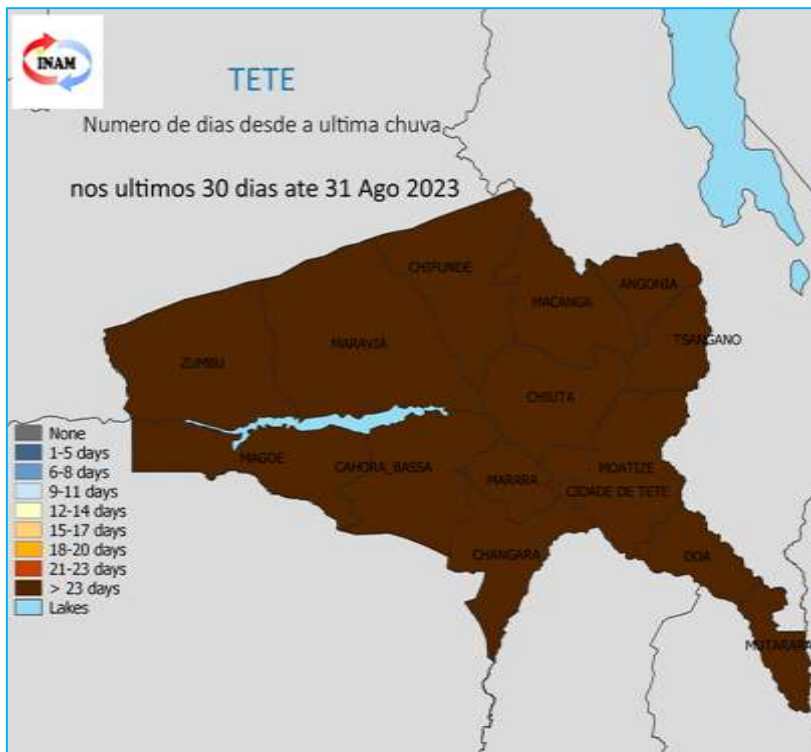 INAM
TETE
Numero de dias desde a ultima chuva
nos ultimos 30 dias ate 31 Ago 2023
CHIFUNDE
ANGONIA
MACANGA
TSANGANO
MARAVIA
ZUMBU
CHIUTA
MAGDE
CAHORA_BASSA
MARARA
MOATIZE
CIDADE DE TETE
CHANGARA
DOA
MUTARARA
None
1-5 days
6-8 days
9-11 days
12-14 days
15-17 days
18-20 days
21-23 days
> 23 days
Lakes